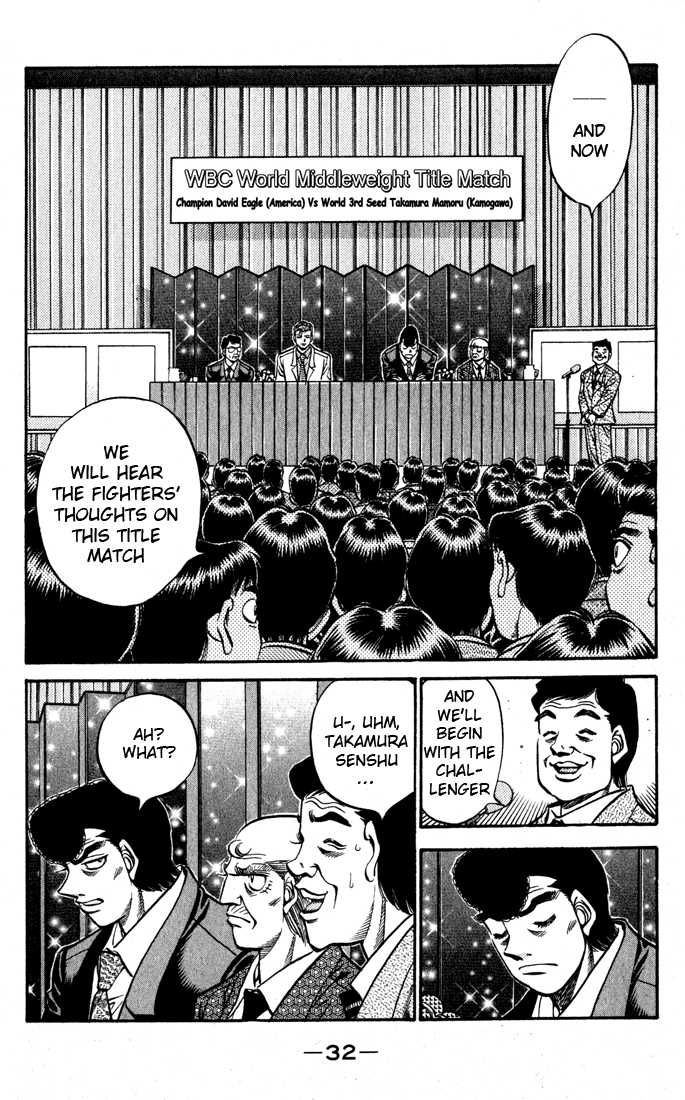 ——
AND
NOW
WBC World Middleweight Title Match
Champion David Eagle (America) Vs World 3rd Seed Takamura Mamoru (Kamogawa)
WE
WILL HEAR
THE FIGHTERS'
THOUGHTS ON
THIS TITLE
MATCH
AND
WE'LL
BEGIN
WITH THE
CHAL-
LENGER
U-, UHM,
TAKAMURA
SENSHU
...
AH?
WHAT?
—32—